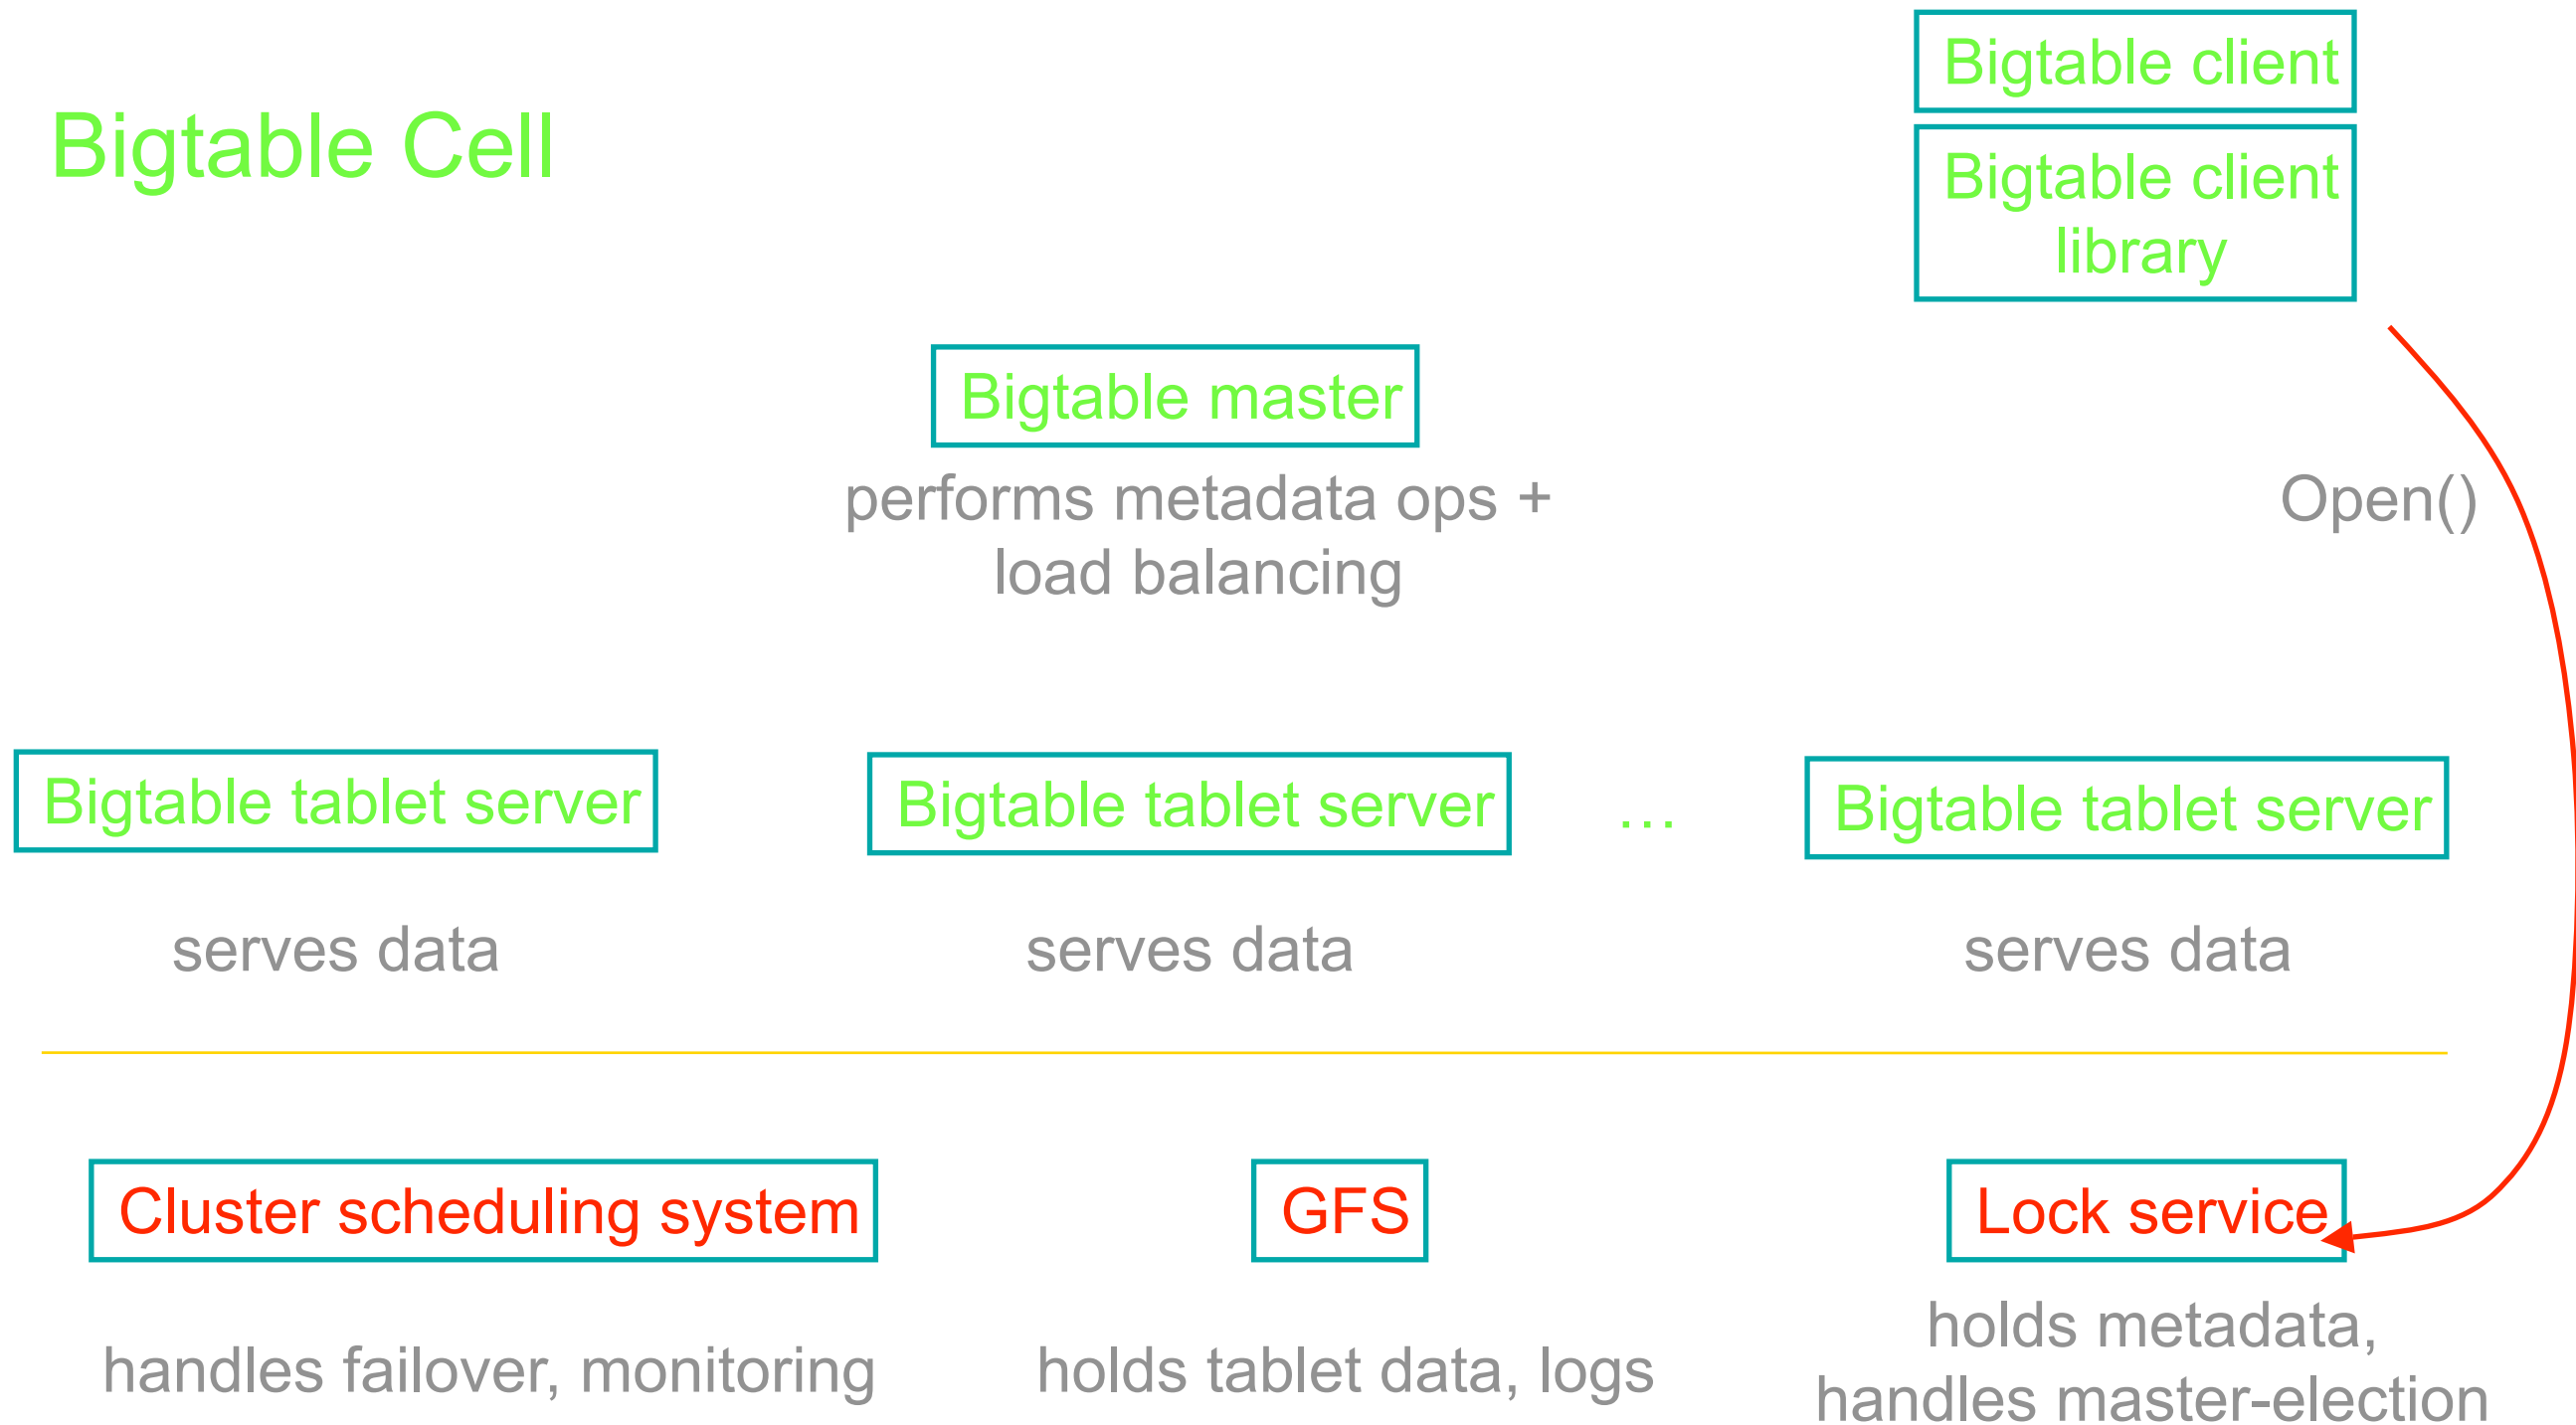 Bigtable Cell
Bigtable client
Bigtable client
library
Bigtable master
performs metadata ops +
load balancing
Open()
Bigtable tablet server
Bigtable tablet server
...
Bigtable tablet server
serves data
serves data
serves data
Cluster scheduling system
GFS
Lock service
handles failover, monitoring
holds tablet data, logs
holds metadata,
handles master-election